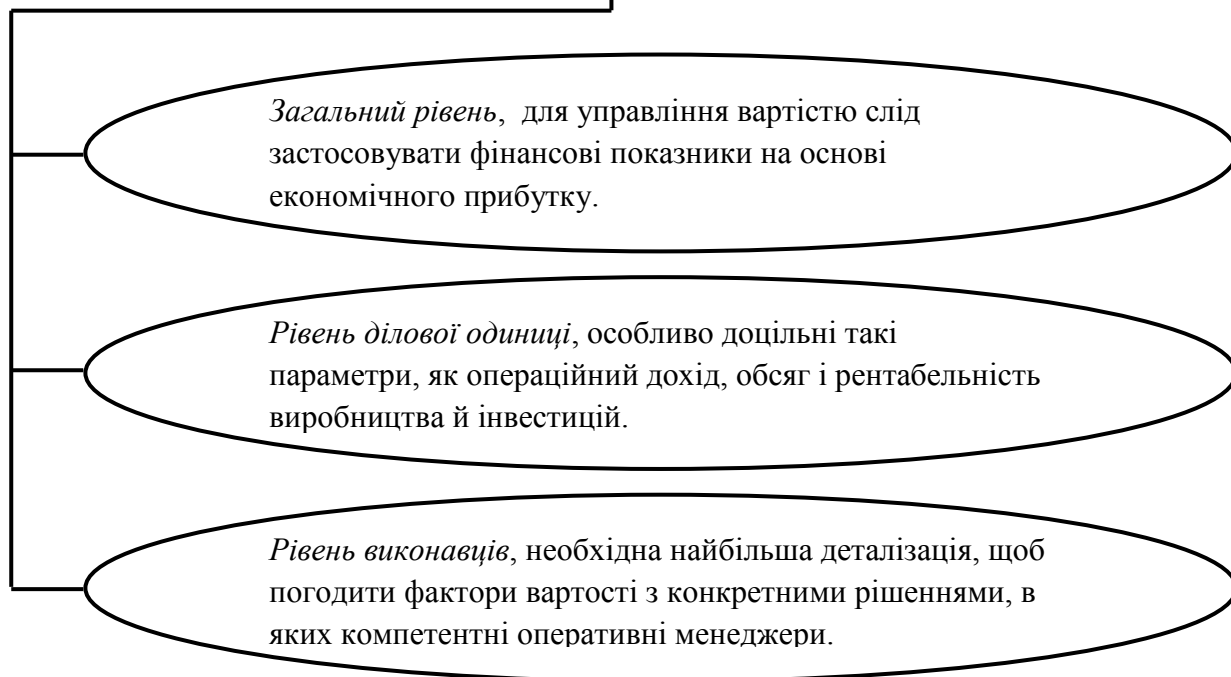 Загальний рівень, для управління вартістю слід
застосовувати фінансові показники на основі
економічного прибутку.
Рівень ділової одиниці, особливо доцільні такі
параметри, як операційний дохід, обсяг і рентабельність
виробництва й інвестицій.
Рівень виконавців, необхідна найбільша деталізація, щоб
погодити фактори вартості з конкретними рішеннями, в
яких компетентні оперативні менеджери.